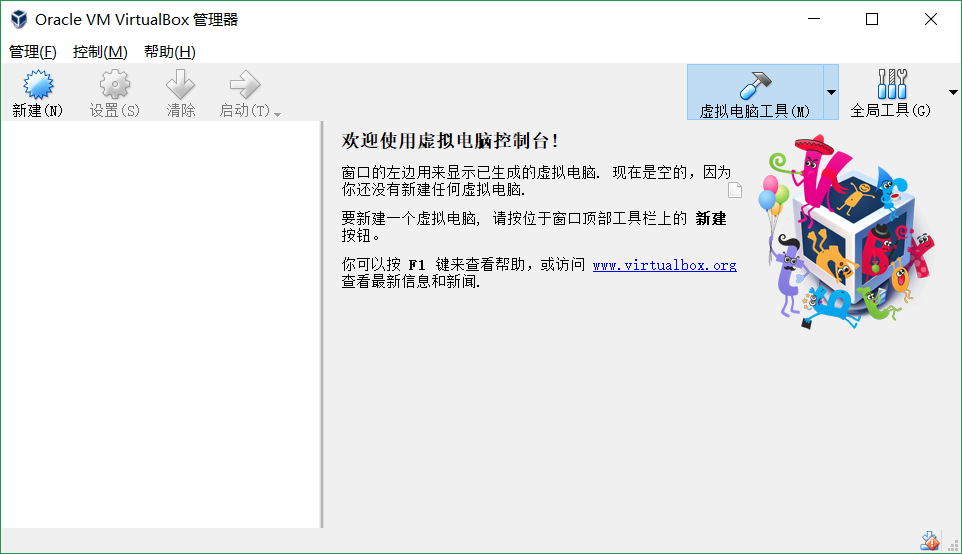 Oracle VM VirtualBox 管理器
管理(F) 控制(M) 帮助(H)
新建(N) 设置(S) 清除 启动(T) 虚拟电脑工具(M) 全局工具(G)
欢迎使用虚拟电脑控制台!
窗口的左边用来显示已生成的虚拟电脑. 现在是空的, 因为
你还没有新建任何虚拟电脑.
要新建一个虚拟电脑, 请按位于窗口顶部工具栏上的 新建
按钮。
你可以按 F1 键来查看帮助, 或访问 www.virtualbox.org
查看最新信息和新闻.